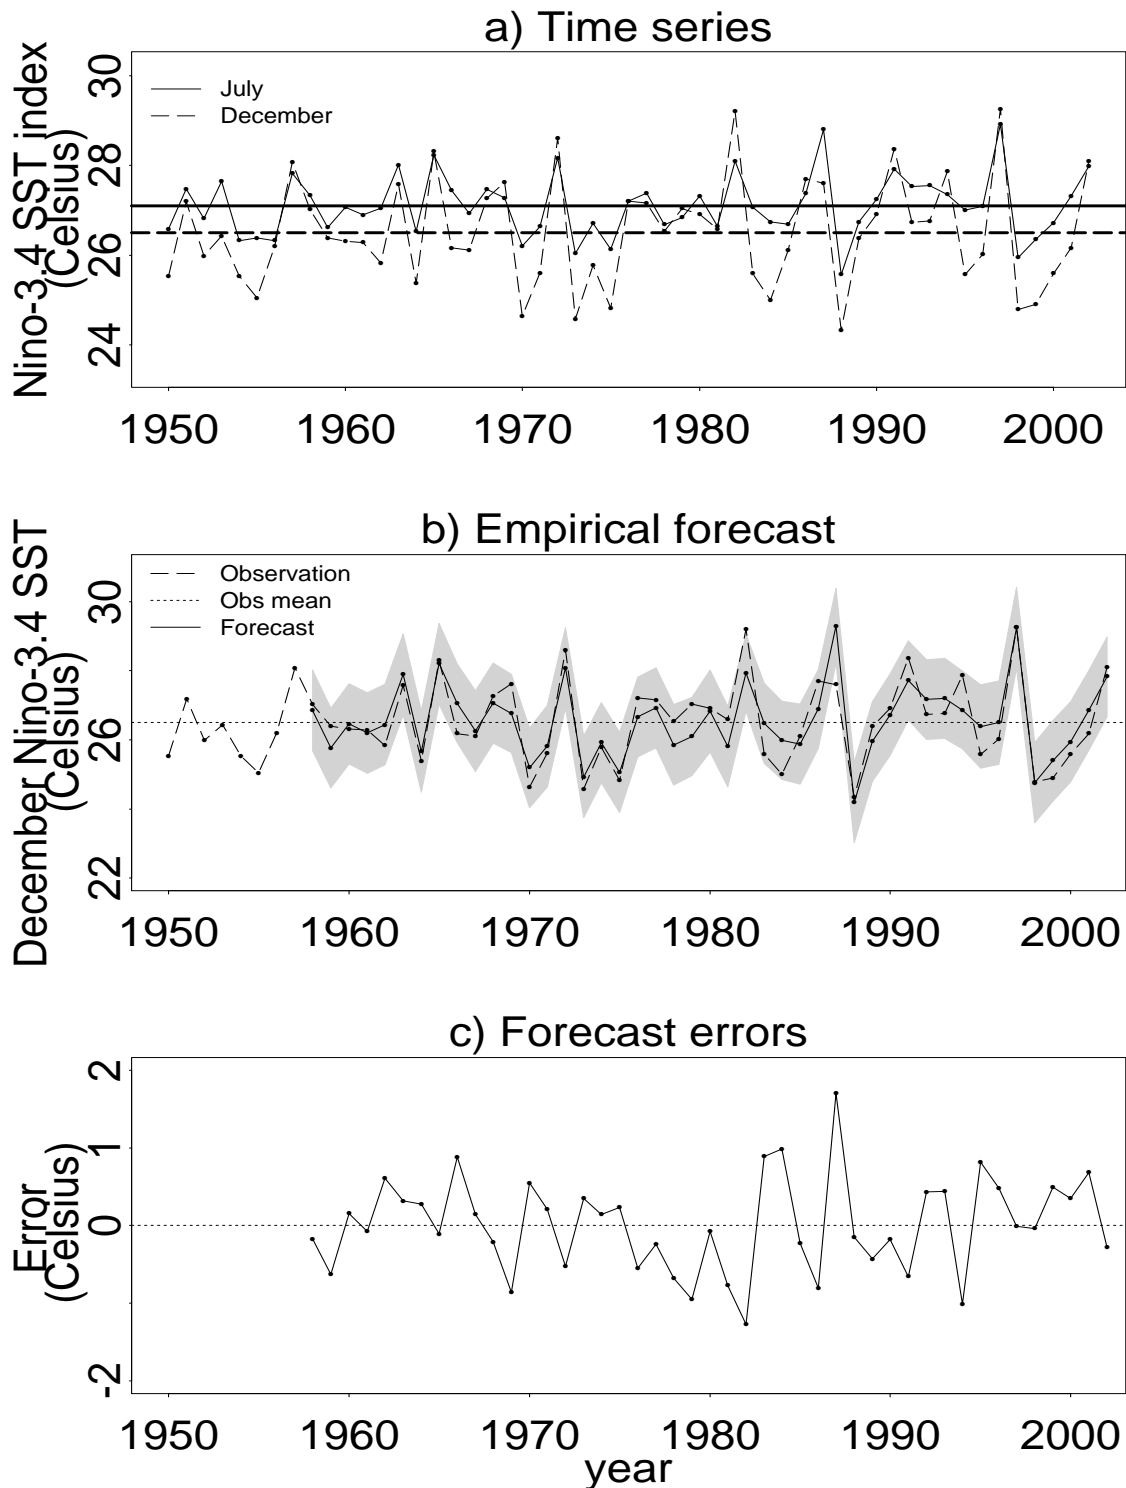 a) Time series
Nino-3.4 SST index
(Celsius)
30
28
26
24
July
December
1950
1960
1970
1980
1990
2000
b) Empirical forecast
December Nino-3.4 SST
(Celsius)
30
26
22
Observation
Obs mean
Forecast
1950
1960
1970
1980
1990
2000
c) Forecast errors
Error
(Celsius)
2
1
0
-2
1950
1960
1970
1980
1990
2000
year